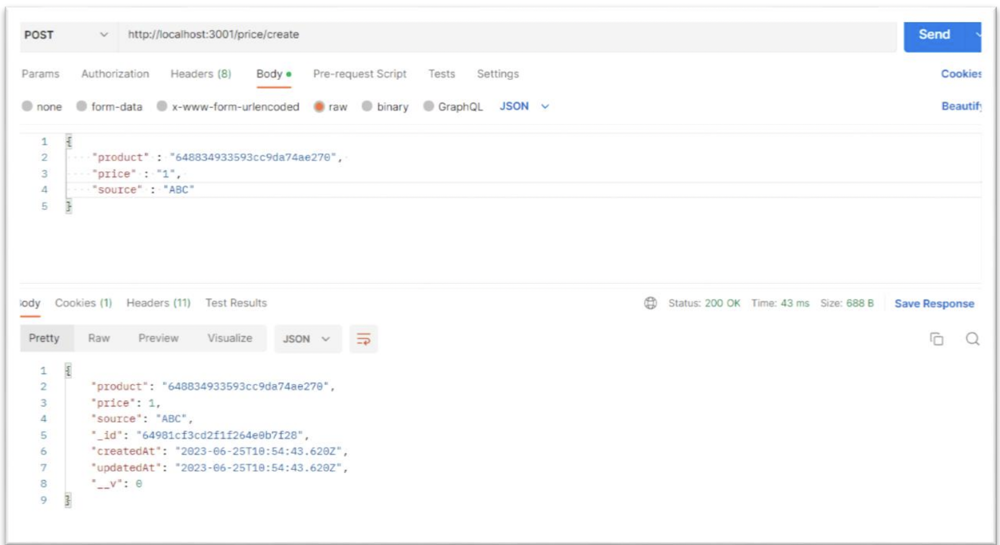 POST http://localhost:3001/price/create Send
Params Authorization Headers (8) Body Pre-request Script Tests Settings Cookies
none form-data x-www-form-urlencoded raw binary GraphQL JSON Beautify
1 {
2 "product" : "648834933593cc9da74ae270",
3 "price" : "1",
4 "source" : "ABC"
5 }
Body Cookies (1) Headers (11) Test Results Status: 200 OK Time: 43 ms Size: 688 B Save Response
Pretty Raw Preview Visualize JSON
1 {
2 "product": "648834933593cc9da74ae270",
3 "price": 1,
4 "source": "ABC",
5 "_id": "64981cf3cd2f1f264e0b7f28",
6 "createdAt": "2023-06-25T10:54:43.620Z",
7 "updatedAt": "2023-06-25T10:54:43.620Z",
8 "__v": 0
9 }